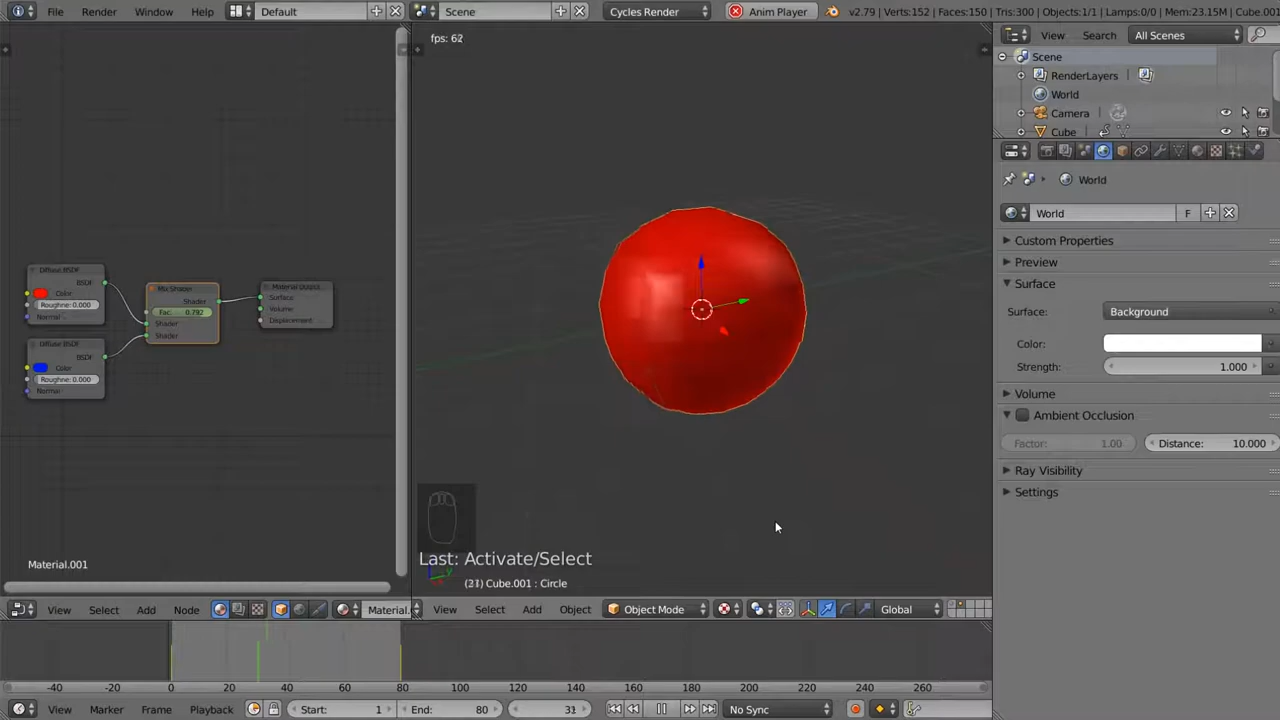 File Render Window Help Default Scene Cycles Render Anim Player v2.79 | Verts:152 | Faces:150 | Tris:300 | Objects:1/1 | Lamps:0/0 | Mem:23.15M | Cube.001
fps: 62
View Search All Scenes
Scene
RenderLayers
World
Camera
Cube
World
World F
Custom Properties
Preview
Surface
Surface: Background
Color:
Strength: 1.000
Volume
Ambient Occlusion
Factor: 1.00 Distance: 10.000
Ray Visibility
Settings
Diffuse BSDF
BSDF
Color
Roughne: 0.000
Normal
Diffuse BSDF
BSDF
Color
Roughne: 0.000
Normal
Mix Shader
Shader
Fac: 0.792
Shader
Shader
Material Output
Surface
Volume
Displacement
Material.001
Last: Activate/Select
(31) Cube.001 : Circle
View Select Add Node Material.
View Select Add Object Object Mode Global
-40 -20 0 20 40 60 80 100 120 140 160 180 200 220 240 260
View Marker Frame Playback Start: 1 End: 80 31 No Sync